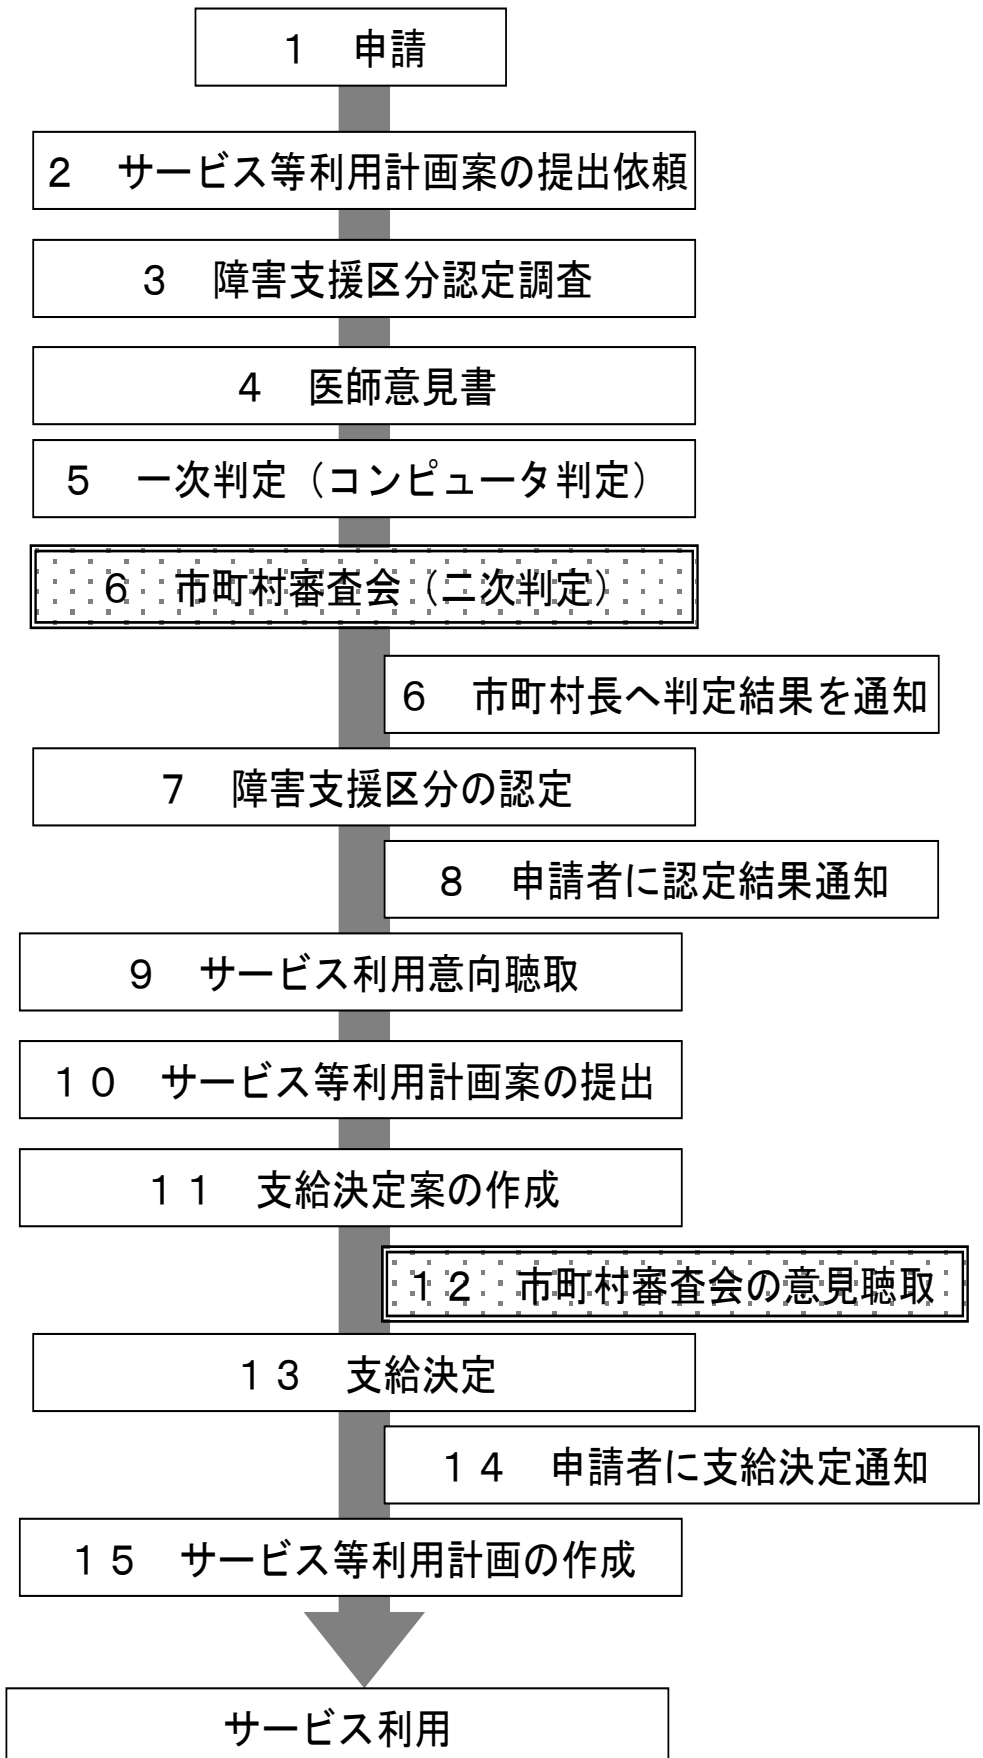 １　申請
２　サービス等利用計画案の提出依頼
３　障害支援区分認定調査
４　医師意見書
５　一次判定（コンピュータ判定）
６　市町村審査会（二次判定）
６　市町村長へ判定結果を通知
７　障害支援区分の認定
８　申請者に認定結果通知
９　サービス利用意向聴取
１０　サービス等利用計画案の提出
１１　支給決定案の作成
１２　市町村審査会の意見聴取
１３　支給決定
１４　申請者に支給決定通知
１５　サービス等利用計画の作成
サービス利用